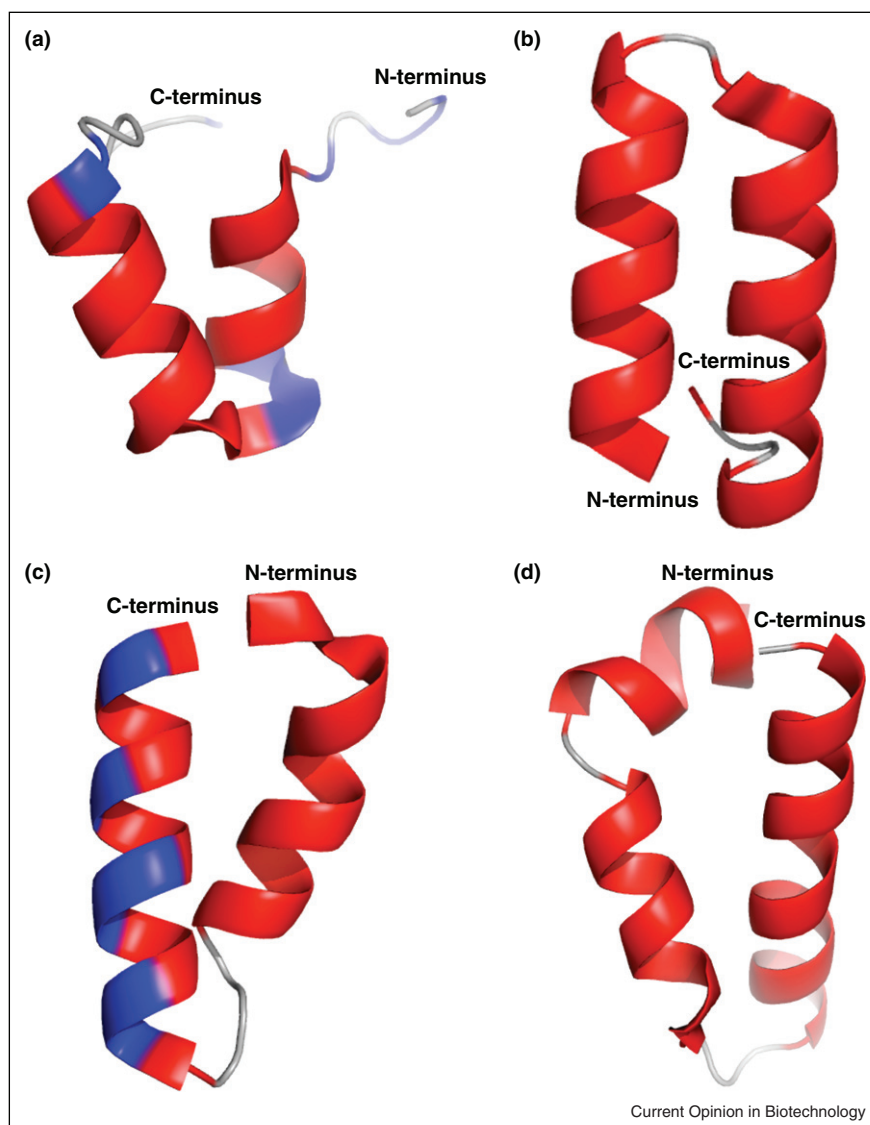 (a)
C-terminus
N-terminus
(b)
C-terminus
N-terminus
(c)
N-terminus
C-terminus
(d)
N-terminus
C-terminus
Current Opinion in Biotechnology